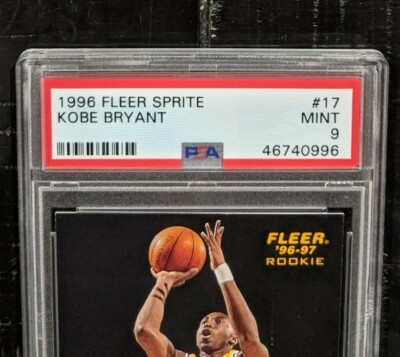 1996 FLEER SPRITE #17
KOBE BRYANT MINT
9
PSA 46740996
FLEER.
'96-97
ROOKIE